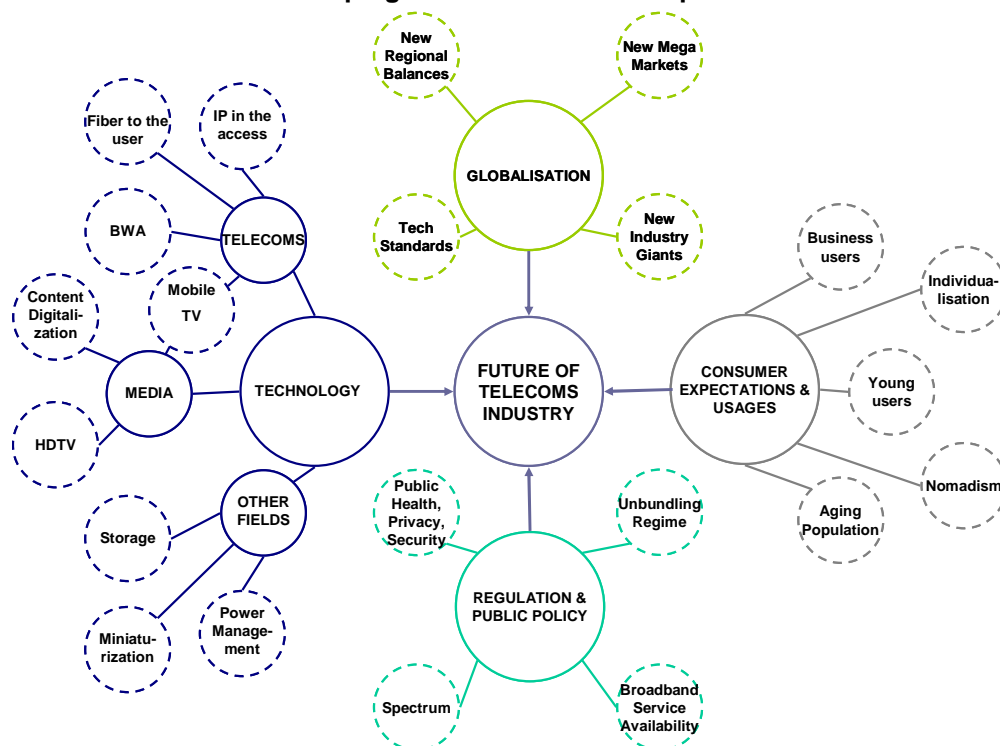 New
Regional
Balances
New Mega
Markets
Fiber to the
user
IP in the
access
GLOBALISATION
BWA
TELECOMS
Tech
Standards
New
Industry
Giants
Business
users
Content
Digitali-
zation
Mobile
TV
Individua-
lisation
MEDIA
TECHNOLOGY
FUTURE OF
TELECOMS
INDUSTRY
CONSUMER
EXPECTATIONS &
USAGES
Young
users
HDTV
OTHER
FIELDS
Public
Health,
Privacy,
Security
Unbundling
Regime
Nomadism
Aging
Population
Storage
REGULATION &
PUBLIC POLICY
Miniatu-
rization
Power
Manage-
ment
Spectrum
Broadband
Service
Availability